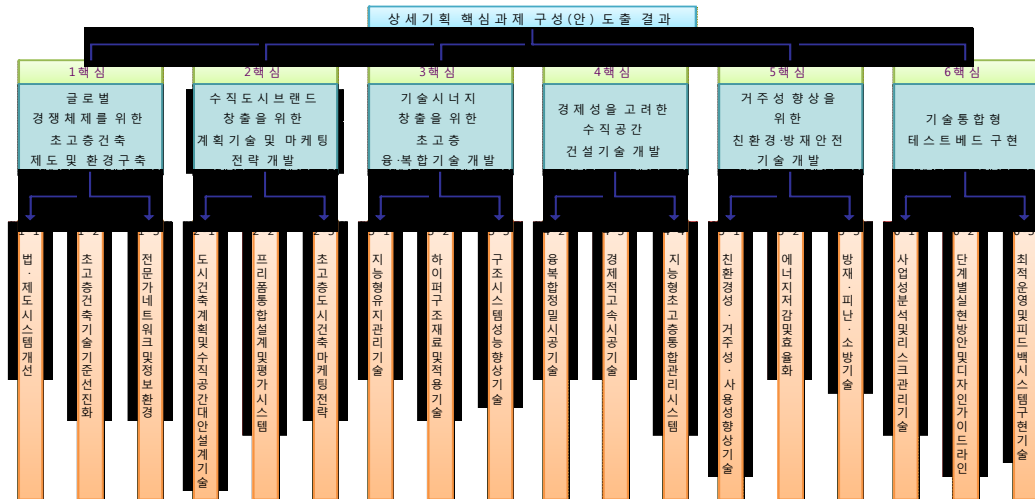 상세기획 핵심과제 구성(안) 도출 결과
1핵심
글로벌
경쟁체제를 위한
초고층건축
제도 및 환경구축
2핵심
수직도시브랜드
창출을 위한
계획기술 및 마케팅
전략 개발
3핵심
기술시너지
창출을 위한
초고층
융·복합기술 개발
4핵심
경제성을 고려한
수직공간
건설기술 개발
5핵심
거주성 향상을
위한
친환경·방재안전
기술 개발
6핵심
기술통합형
테스트베드 구현
법·제도시스템개선
초고층건축기술기준선진화
전문가네트워크및정보환경
도시건축계획및수직공간대안설계기술
프리폼통합설계및평가시스템
초고층도시건축마케팅전략
지능형유지관리기술
하이퍼구조재료및적용기술
구조시스템성능향상기술
융복합정밀시공기술
경제적고속시공기술
지능형초고층통합관리시스템
친환경성·거주성·사용성향상기술
에너지저감및효율화
방재·피난·소방기술
사업성분석및리스크관리기술
단계별실현방안및디자인가이드라인
최적운영및피드백시스템구현기술